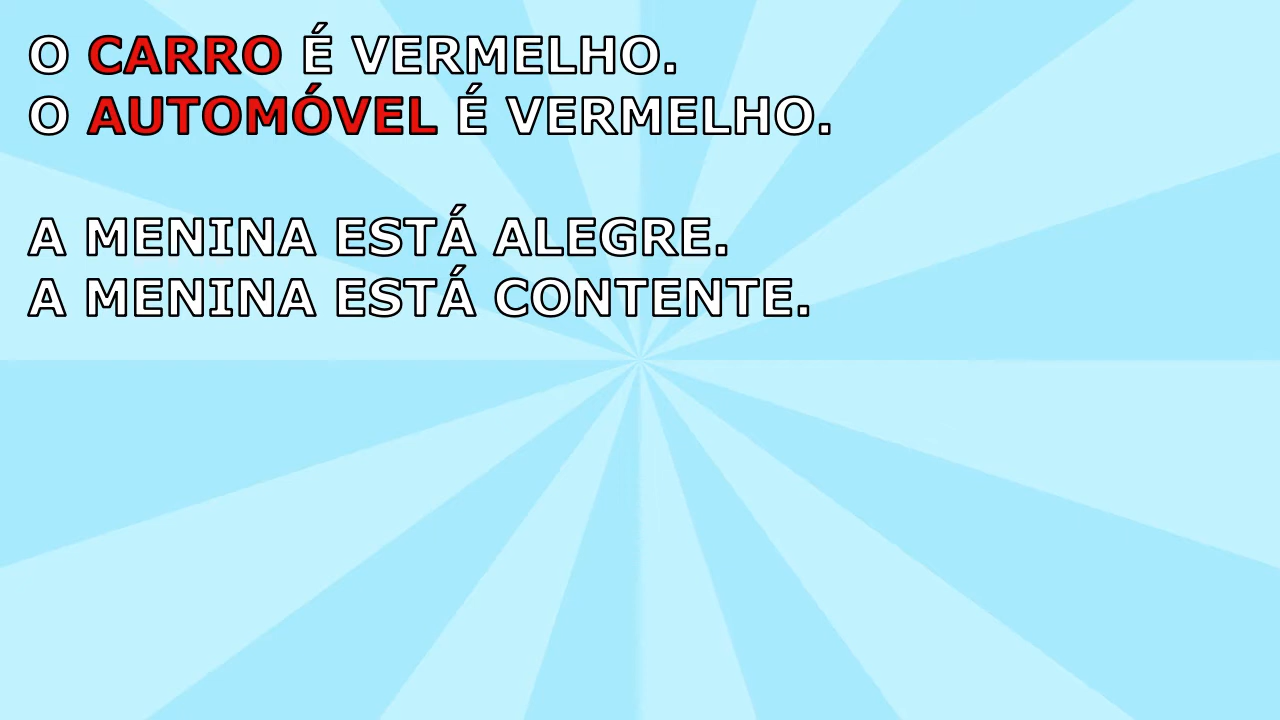 O CARRO É VERMELHO.
O AUTOMÓVEL É VERMELHO.
A MENINA ESTÁ ALEGRE.
A MENINA ESTÁ CONTENTE.